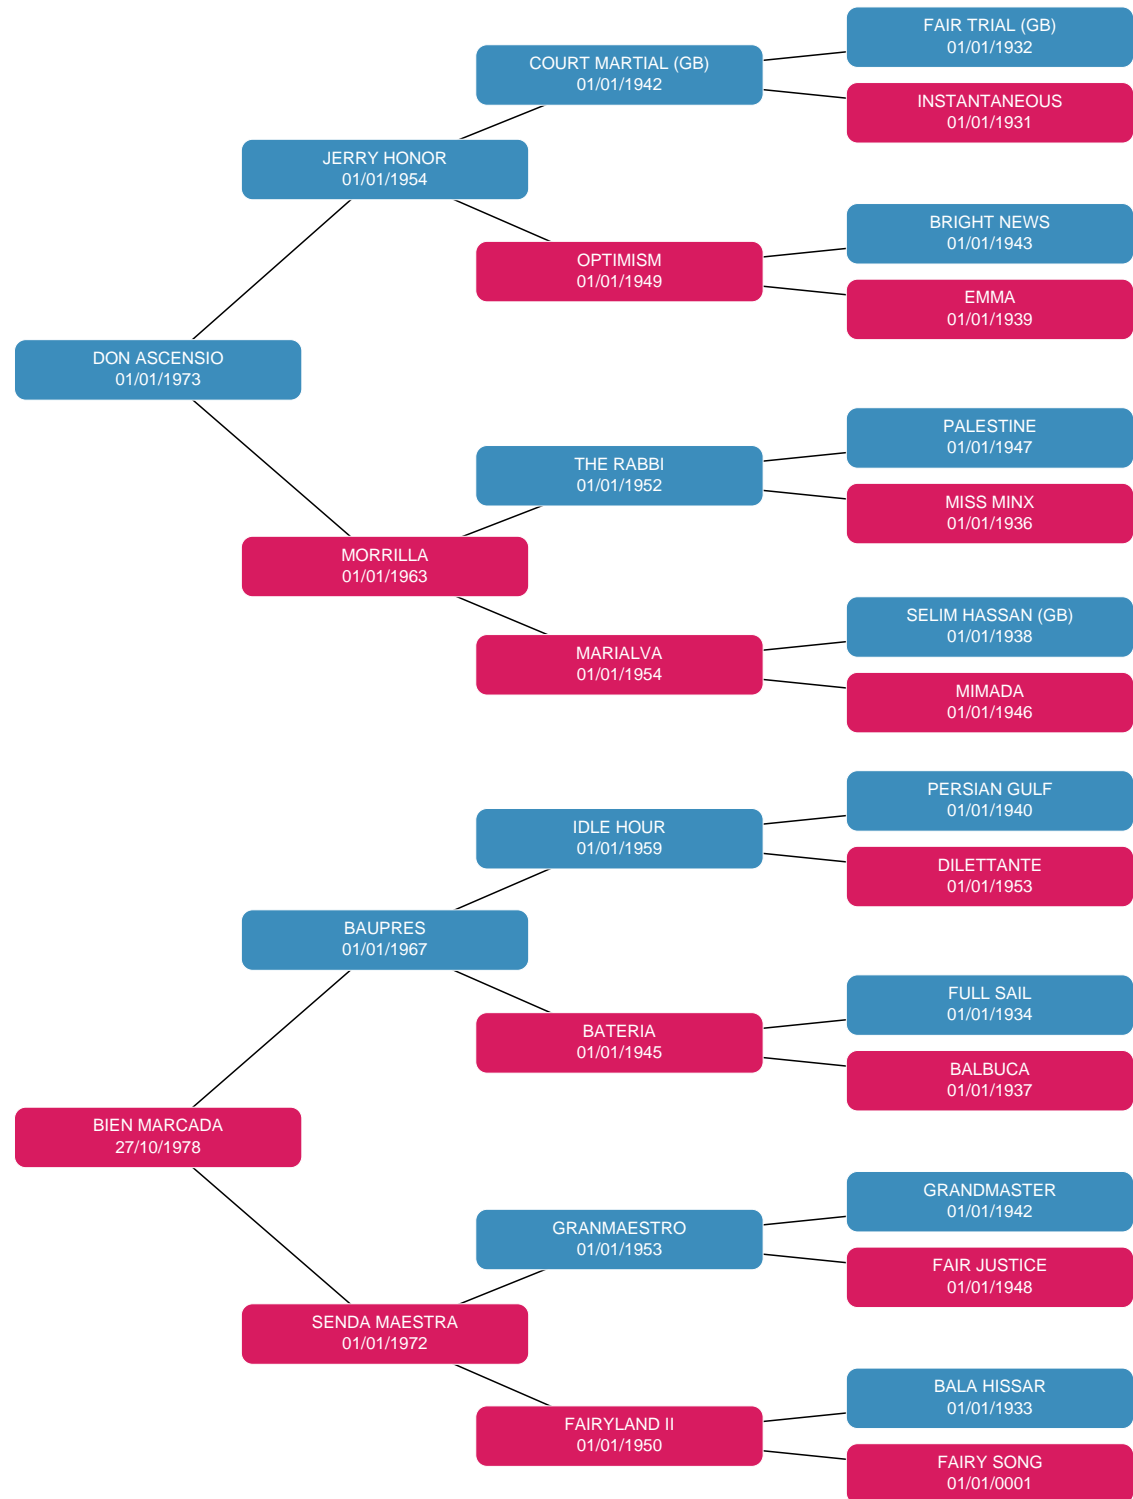 FAIR TRIAL (GB)
01/01/1932
COURT MARTIAL (GB)
01/01/1942
INSTANTANEOUS
01/01/1931
JERRY HONOR
01/01/1954
BRIGHT NEWS
01/01/1943
OPTIMISM
01/01/1949
EMMA
01/01/1939
DON ASCENSIO
01/01/1973
PALESTINE
01/01/1947
THE RABBI
01/01/1952
MISS MINX
01/01/1936
MORRILLA
01/01/1963
SELIM HASSAN (GB)
01/01/1938
MARIALVA
01/01/1954
MIMADA
01/01/1946
PERSIAN GULF
01/01/1940
IDLE HOUR
01/01/1959
DILETTANTE
01/01/1953
BAUPRES
01/01/1967
FULL SAIL
01/01/1934
BATERIA
01/01/1945
BALBUCA
01/01/1937
BIEN MARCADA
27/10/1978
GRANDMASTER
01/01/1942
GRANMAESTRO
01/01/1953
FAIR JUSTICE
01/01/1948
SENDA MAESTRA
01/01/1972
BALA HISSAR
01/01/1933
FAIRYLAND II
01/01/1950
FAIRY SONG
01/01/0001